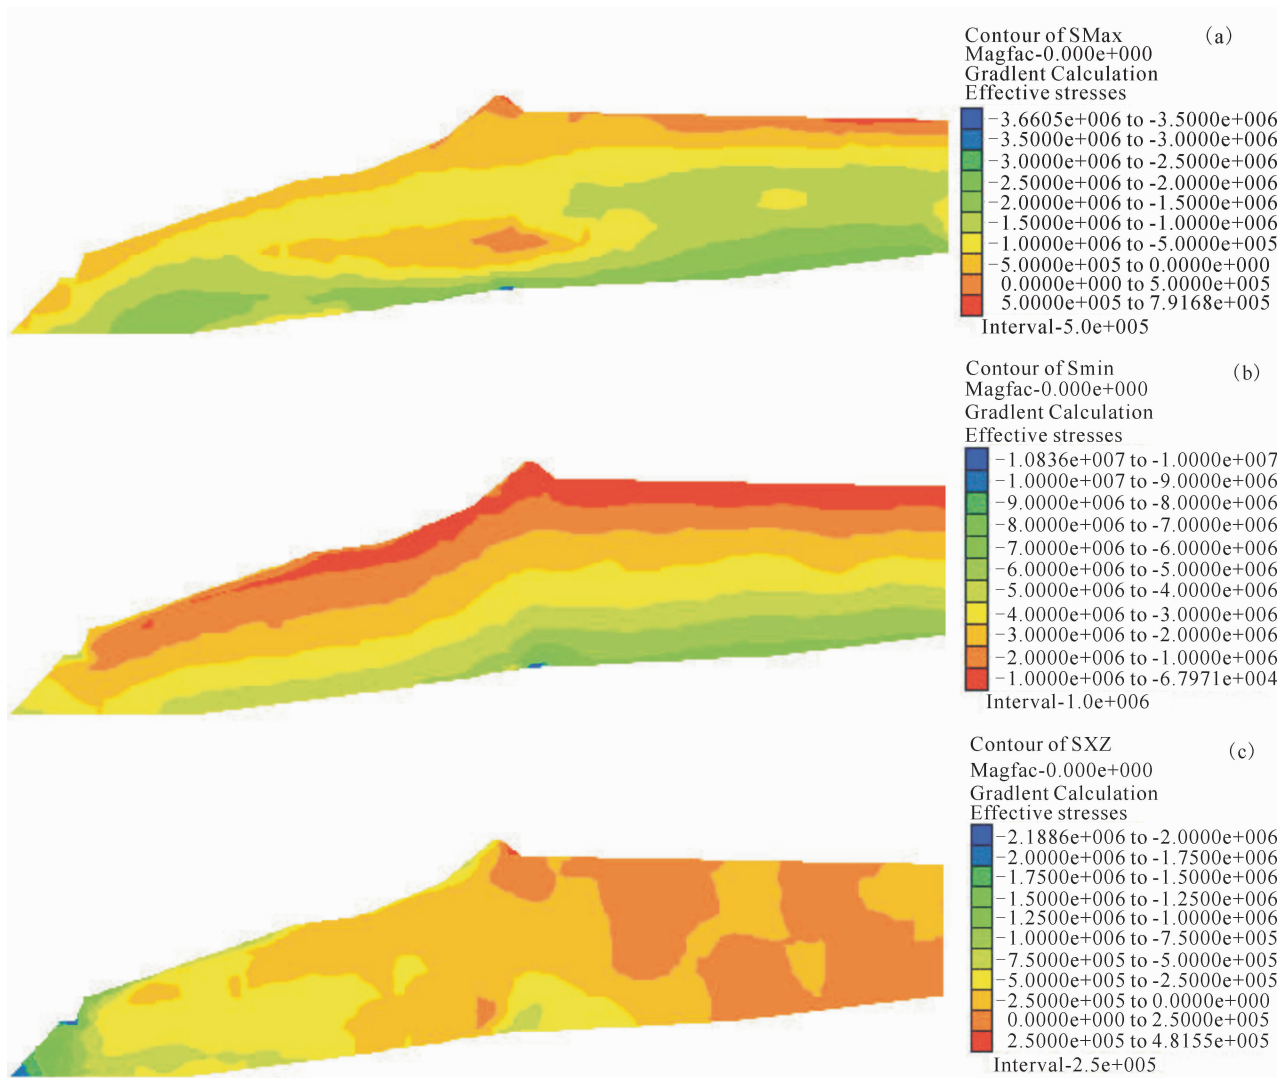 Contour of SMax (a)
Magfac-0.000e+000
Gradlent Calculation
Effective stresses
-3.6605e+006 to -3.5000e+006
-3.5000e+006 to -3.0000e+006
-3.0000e+006 to -2.5000e+006
-2.5000e+006 to -2.0000e+006
-2.0000e+006 to -1.5000e+006
-1.5000e+006 to -1.0000e+006
-1.0000e+006 to -5.0000e+005
-5.0000e+005 to 0.0000e+000
0.0000e+000 to 5.0000e+005
5.0000e+005 to 7.9168e+005
Interval-5.0e+005
Contour of Smin (b)
Magfac-0.000e+000
Gradlent Calculation
Effective stresses
-1.0836e+007 to -1.0000e+007
-1.0000e+007 to -9.0000e+006
-9.0000e+006 to -8.0000e+006
-8.0000e+006 to -7.0000e+006
-7.0000e+006 to -6.0000e+006
-6.0000e+006 to -5.0000e+006
-5.0000e+006 to -4.0000e+006
-4.0000e+006 to -3.0000e+006
-3.0000e+006 to -2.0000e+006
-2.0000e+006 to -1.0000e+006
-1.0000e+006 to -6.7971e+004
Interval-1.0e+006
Contour of SXZ (c)
Magfac-0.000e+000
Gradlent Calculation
Effective stresses
-2.1886e+006 to -2.0000e+006
-2.0000e+006 to -1.7500e+006
-1.7500e+006 to -1.5000e+006
-1.5000e+006 to -1.2500e+006
-1.2500e+006 to -1.0000e+006
-1.0000e+006 to -7.5000e+005
-7.5000e+005 to -5.0000e+005
-5.0000e+005 to -2.5000e+005
-2.5000e+005 to 0.0000e+000
0.0000e+000 to 2.5000e+005
2.5000e+005 to 4.8155e+005
Interval-2.5e+005